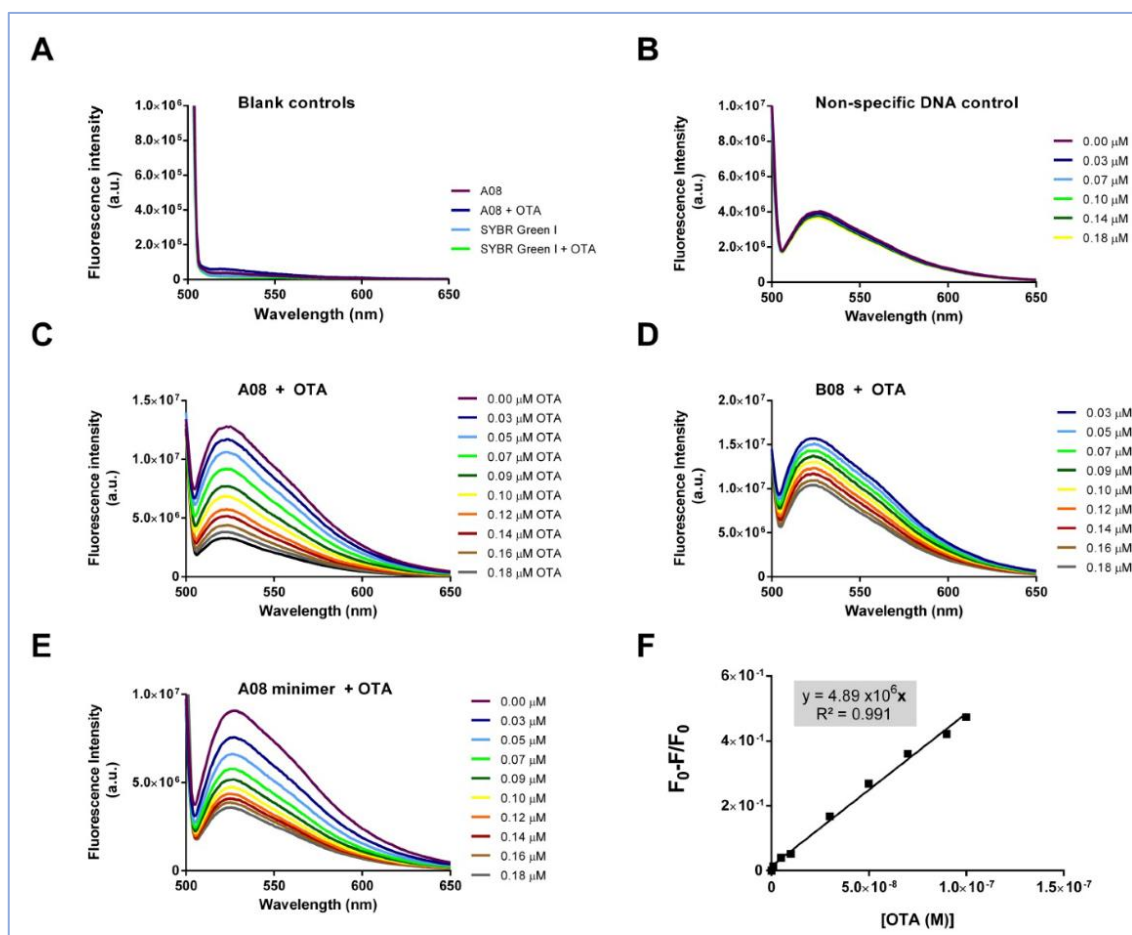 A
Blank controls
Fluorescence intensity
(a.u.)
1.0×10⁶
8.0×10⁵
6.0×10⁵
4.0×10⁵
2.0×10⁵
0
500
550
600
650
Wavelength (nm)
A08
A08 + OTA
SYBR Green I
SYBR Green I + OTA
B
Non-specific DNA control
Fluorescence Intensity
(a.u.)
1.0×10⁷
8.0×10⁶
6.0×10⁶
4.0×10⁶
2.0×10⁶
0
500
550
600
650
Wavelength (nm)
0.00 µM
0.03 µM
0.07 µM
0.10 µM
0.14 µM
0.18 µM
C
A08 + OTA
Fluorescence Intensity
(a.u.)
1.5×10⁷
1.0×10⁷
5.0×10⁶
0
500
550
600
650
Wavelength (nm)
0.00 µM OTA
0.03 µM OTA
0.05 µM OTA
0.07 µM OTA
0.09 µM OTA
0.10 µM OTA
0.12 µM OTA
0.14 µM OTA
0.16 µM OTA
0.18 µM OTA
D
B08 + OTA
Fluorescence Intensity
(a.u.)
2.0×10⁷
1.5×10⁷
1.0×10⁷
5.0×10⁶
0
500
550
600
650
Wavelength (nm)
0.03 µM
0.05 µM
0.07 µM
0.09 µM
0.10 µM
0.12 µM
0.14 µM
0.16 µM
0.18 µM
E
A08 minimer + OTA
Fluorescence Intensity
(a.u.)
1.0×10⁷
5.0×10⁶
0
500
550
600
650
Wavelength (nm)
0.00 µM
0.03 µM
0.05 µM
0.07 µM
0.09 µM
0.10 µM
0.12 µM
0.14 µM
0.16 µM
0.18 µM
F
F₀-F/F₀
6×10⁻¹
4×10⁻¹
2×10⁻¹
0
y = 4.89 x10⁶x
R² = 0.991
0
5.0×10⁻⁸
1.0×10⁻⁷
1.5×10⁻⁷
[OTA (M)]